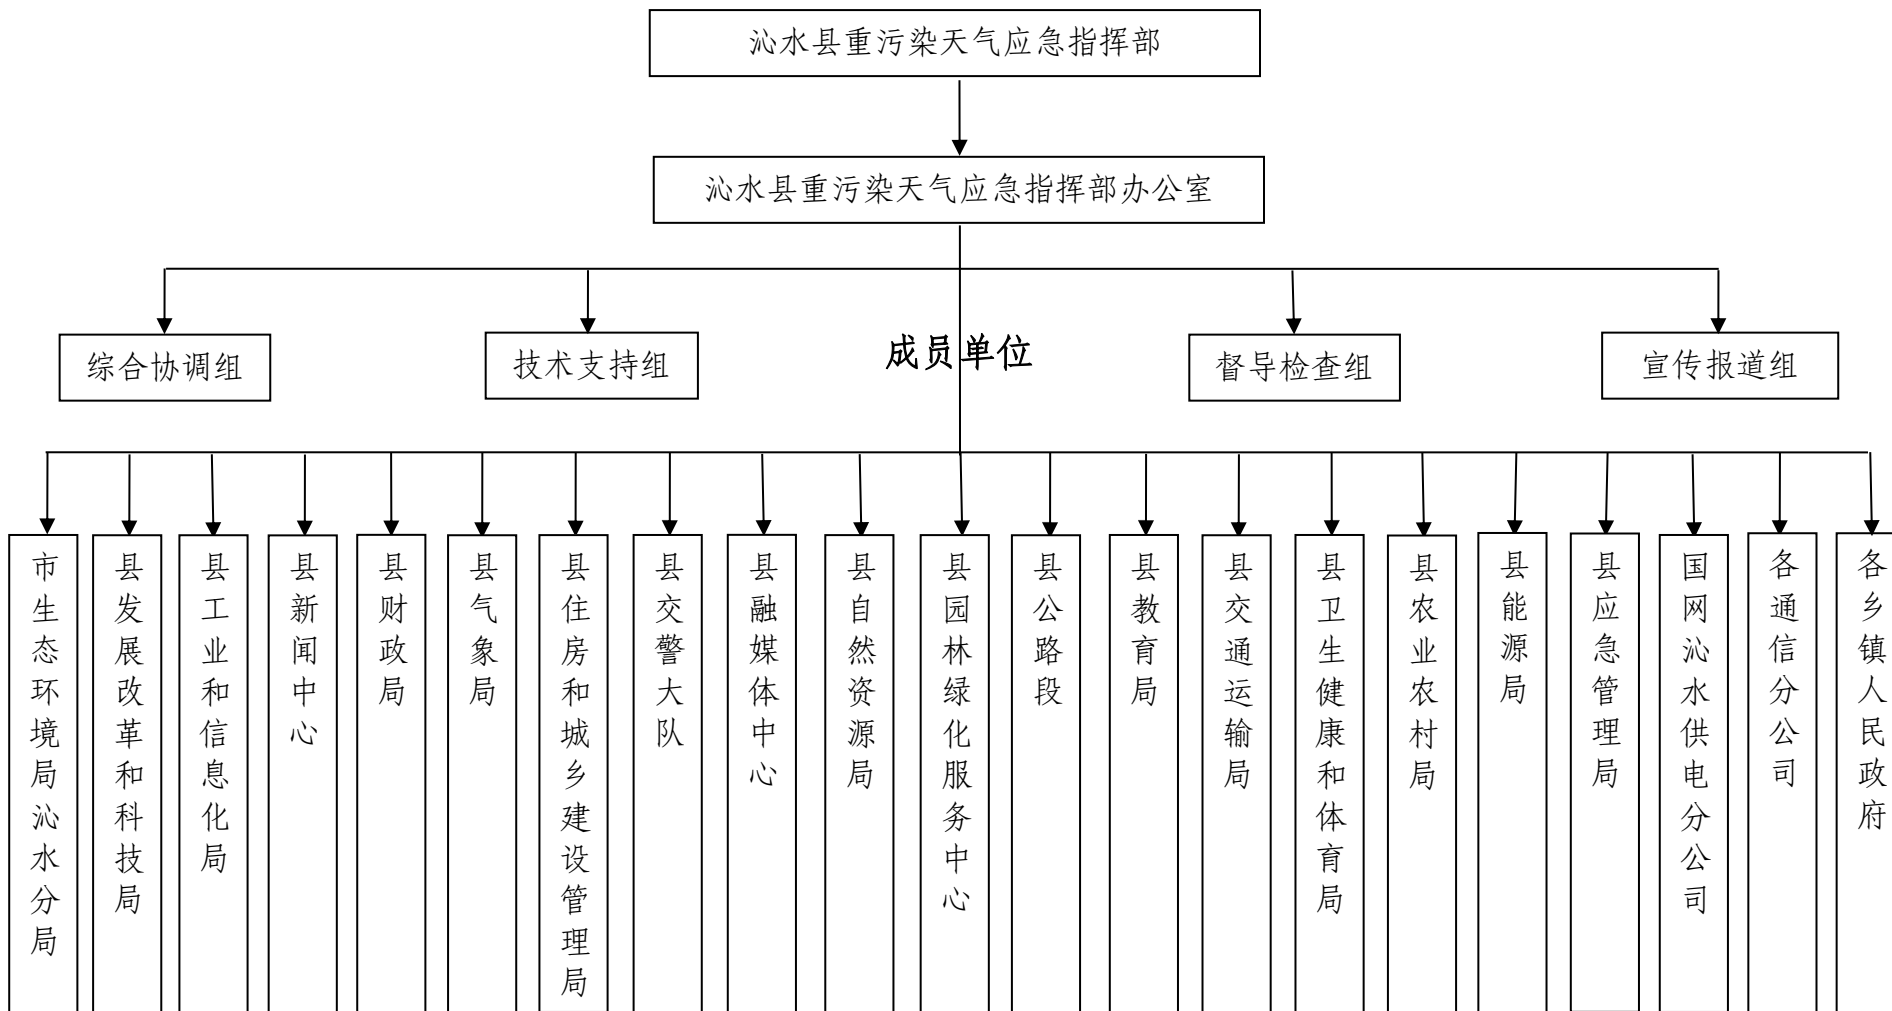 沁水县重污染天气应急指挥部
沁水县重污染天气应急指挥部办公室
综合协调组
技术支持组
成员单位
督导检查组
宣传报道组
市生态环境局沁水分局
县发展改革和科技局
县工业和信息化局
县新闻中心
县财政局
县气象局
县住房和城乡建设管理局
县交警大队
县融媒体中心
县自然资源局
县园林绿化服务中心
县公路段
县教育局
县交通运输局
县卫生健康和体育局
县农业农村局
县能源局
县应急管理局
国网沁水供电分公司
各通信分公司
各乡镇人民政府